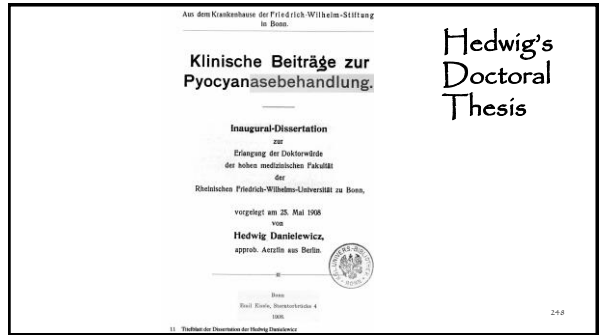 Aus dem Krankenhause der Friedrich-Wilhelm-Stiftung
in Bonn.
Klinische Beiträge zur
Pyocyanasebehandlung.
Inaugural-Dissertation
zur
Erlangung der Doktorwürde
der hohen medizinischen Fakultät
der
Rheinischen Friedrich-Wilhelms-Universität zu Bonn,
vorgelegt am 25. Mai 1908
von
Hedwig Danielewicz,
approb. Aerztin aus Berlin.
Bonn
Emil Eisele, Sterntorbrücke 4
1908.
11 Titelblatt der Dissertation der Hedwig Danielewicz
Hedwig's
Doctoral
Thesis
248